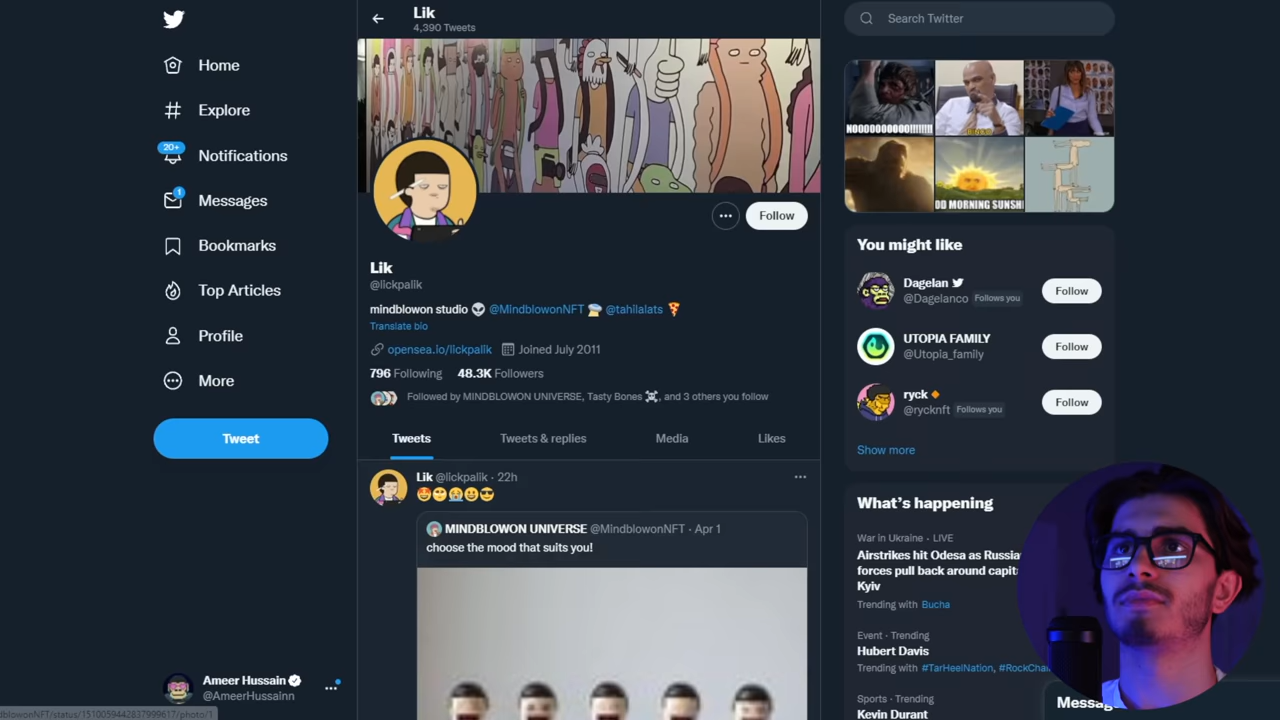 Home
Explore
20+
Notifications
1
Messages
Bookmarks
Top Articles
Profile
More
Tweet
Ameer Hussain
@AmeerHussainn
Lik
4,390 Tweets
Follow
Lik
@lickpalik
mindblowon studio @MindblowonNFT @tahilalats
Translate bio
opensea.io/lickpalik Joined July 2011
796 Following 48.3K Followers
Followed by MINDBLOWON UNIVERSE, Tasty Bones, and 3 others you follow
Tweets Tweets & replies Media Likes
Lik @lickpalik · 22h
MINDBLOWON UNIVERSE @MindblowonNFT · Apr 1
choose the mood that suits you!
Search Twitter
NOOOOOOOOO!!!!!!!!
OD MORNING SUNSH
You might like
Dagelan
@Dagelanco Follows you
Follow
UTOPIA FAMILY
@Utopia_family
Follow
ryck
@rycknft Follows you
Follow
Show more
What's happening
War in Ukraine · LIVE
Airstrikes hit Odesa as Russia
forces pull back around capit
Kyiv
Trending with Bucha
Event · Trending
Hubert Davis
Trending with #TarHeelNation, #RockCha
Sports · Trending
Kevin Durant
Messag